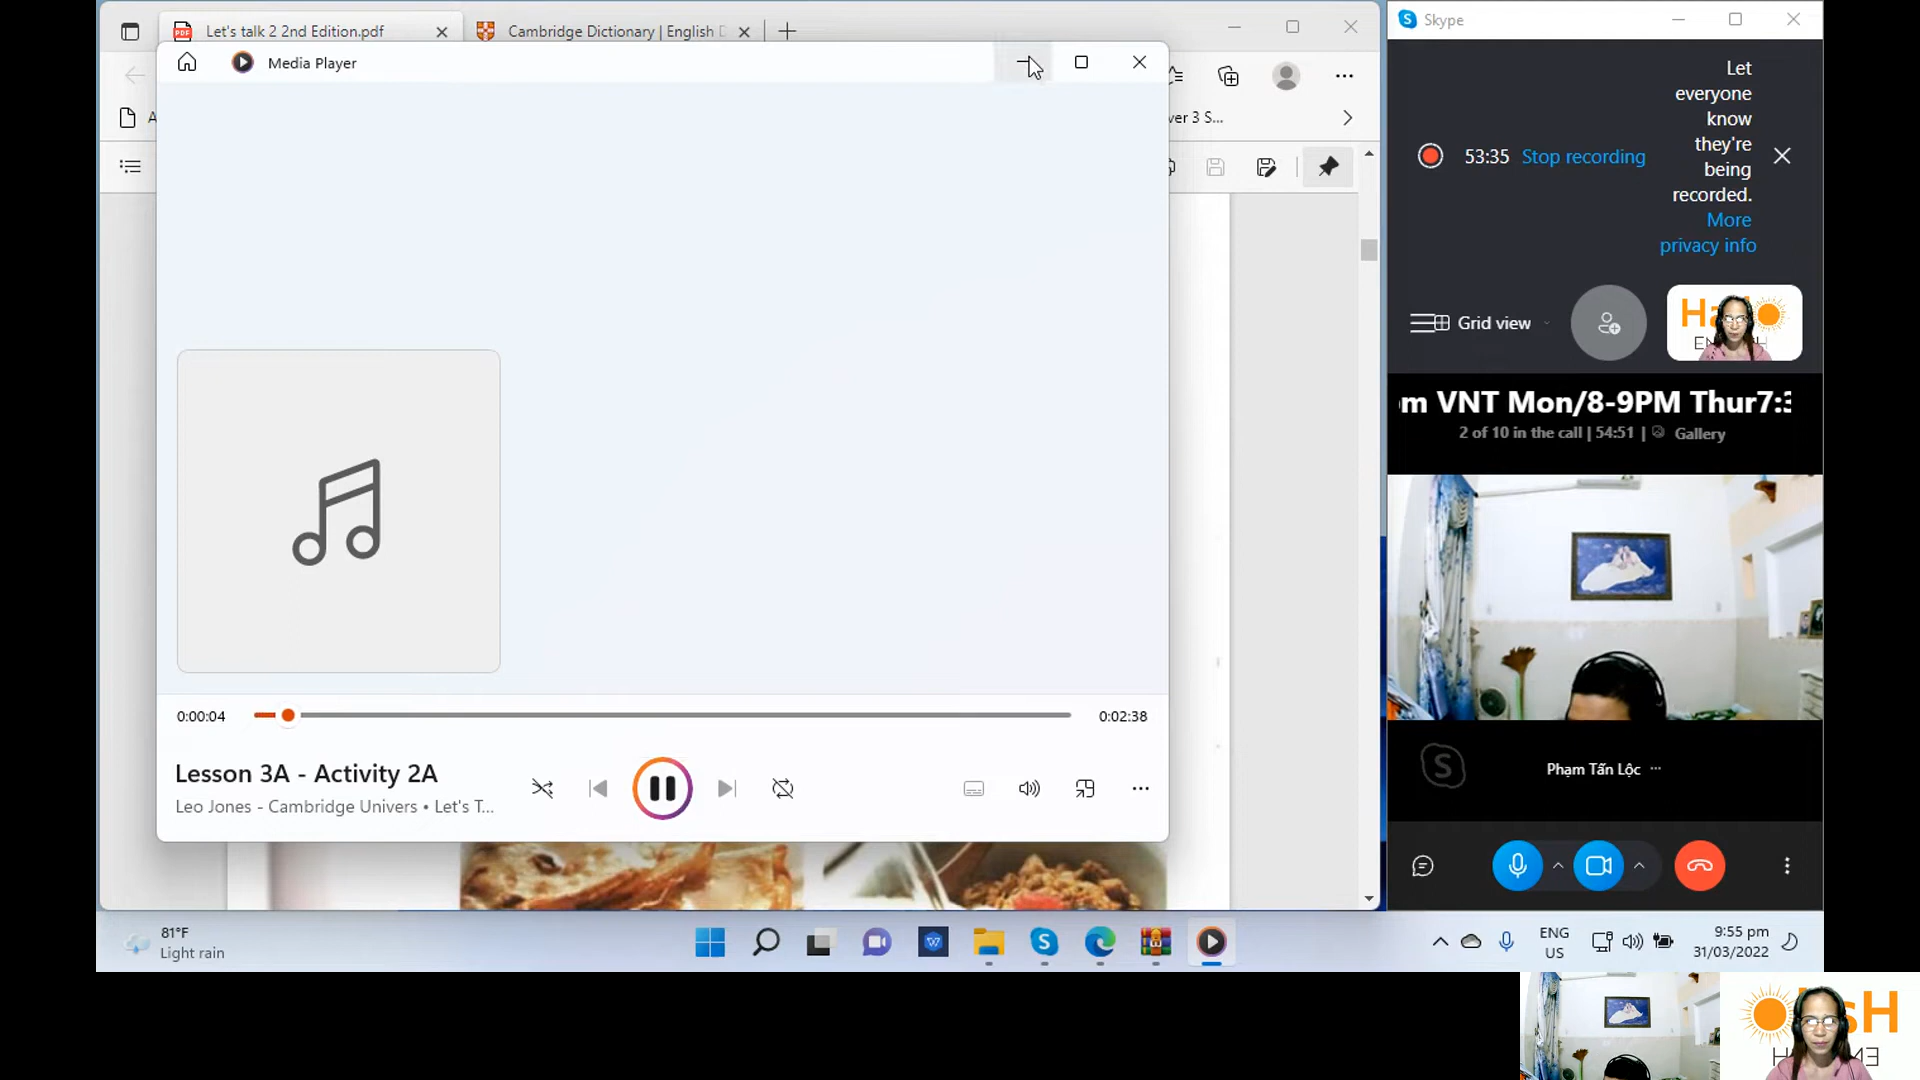 Let's talk 2 2nd Edition.pdf
Cambridge Dictionary | English D
Media Player
A
ver 3 S...
0:00:04
0:02:38
Lesson 3A - Activity 2A
Leo Jones - Cambridge Univers • Let's T...
Skype
53:35 Stop recording
Let
everyone
know
they're
being
recorded.
More
privacy info
Grid view
m VNT Mon/8-9PM Thur7:3
2 of 10 in the call | 54:51 | Gallery
Phạm Tấn Lộc
81°F
Light rain
ENG
US
9:55 pm
31/03/2022